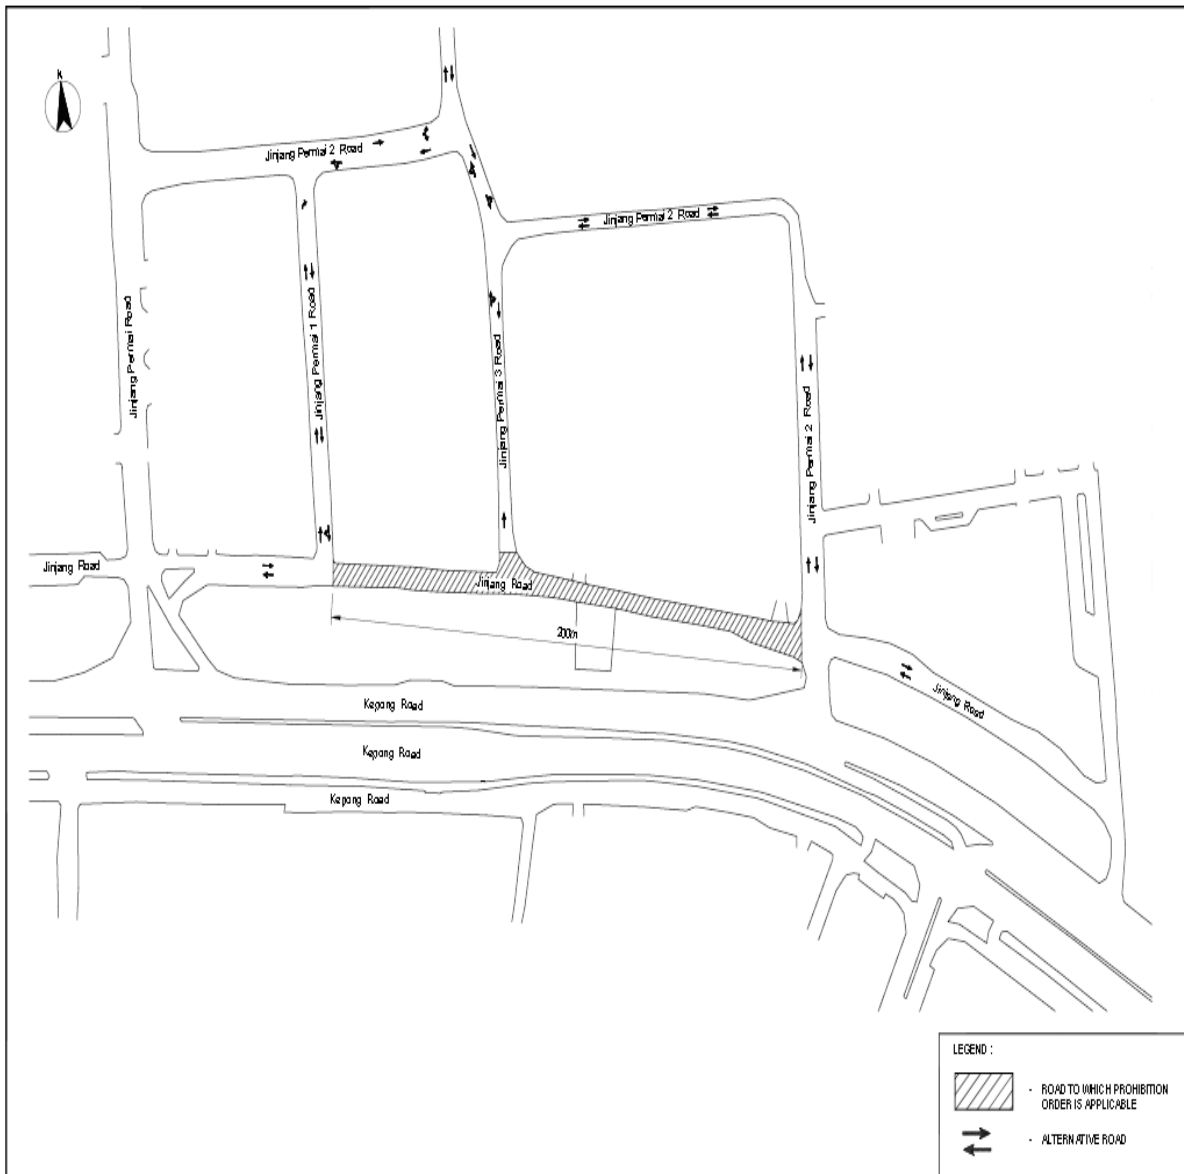 k
Jinjang Permai 2 Road
Jinjang Permai 2 Road
Jinjang Permai Road
Jinjang Permai 1 Road
Jinjang Permai 3 Road
Jinjang Permai 2 Road
Jinjang Road
Jinjang Road
200m
Jinjang Road
Kepong Road
Kepong Road
Kepong Road
LEGEND :
- ROAD TO WHICH PROHIBITION
ORDER IS APPLICABLE
- ALTERNATIVE ROAD